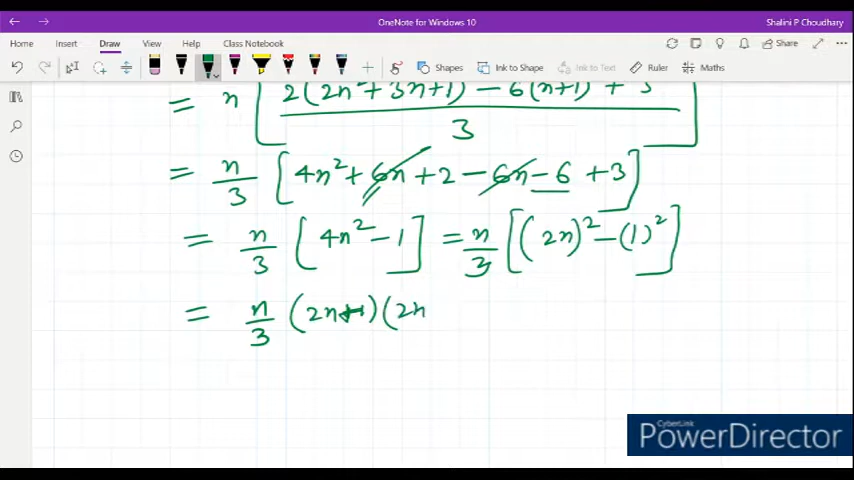 OneNote for Windows 10
Shalini P Choudhary
Home Insert Draw View Help Class Notebook Share
Shapes Ink to Shape Ink to Text Ruler Maths
= n [ 2(2n²+3n+1) − 6(n+1) + 3 / 3 ]
= n/3 [ 4n² + 6n + 2 − 6n − 6 + 3 ]
= n/3 [ 4n² − 1 ] = n/3 [ (2n)² − (1)² ]
= n/3 (2n+1)(2n
CyberLink
PowerDirector